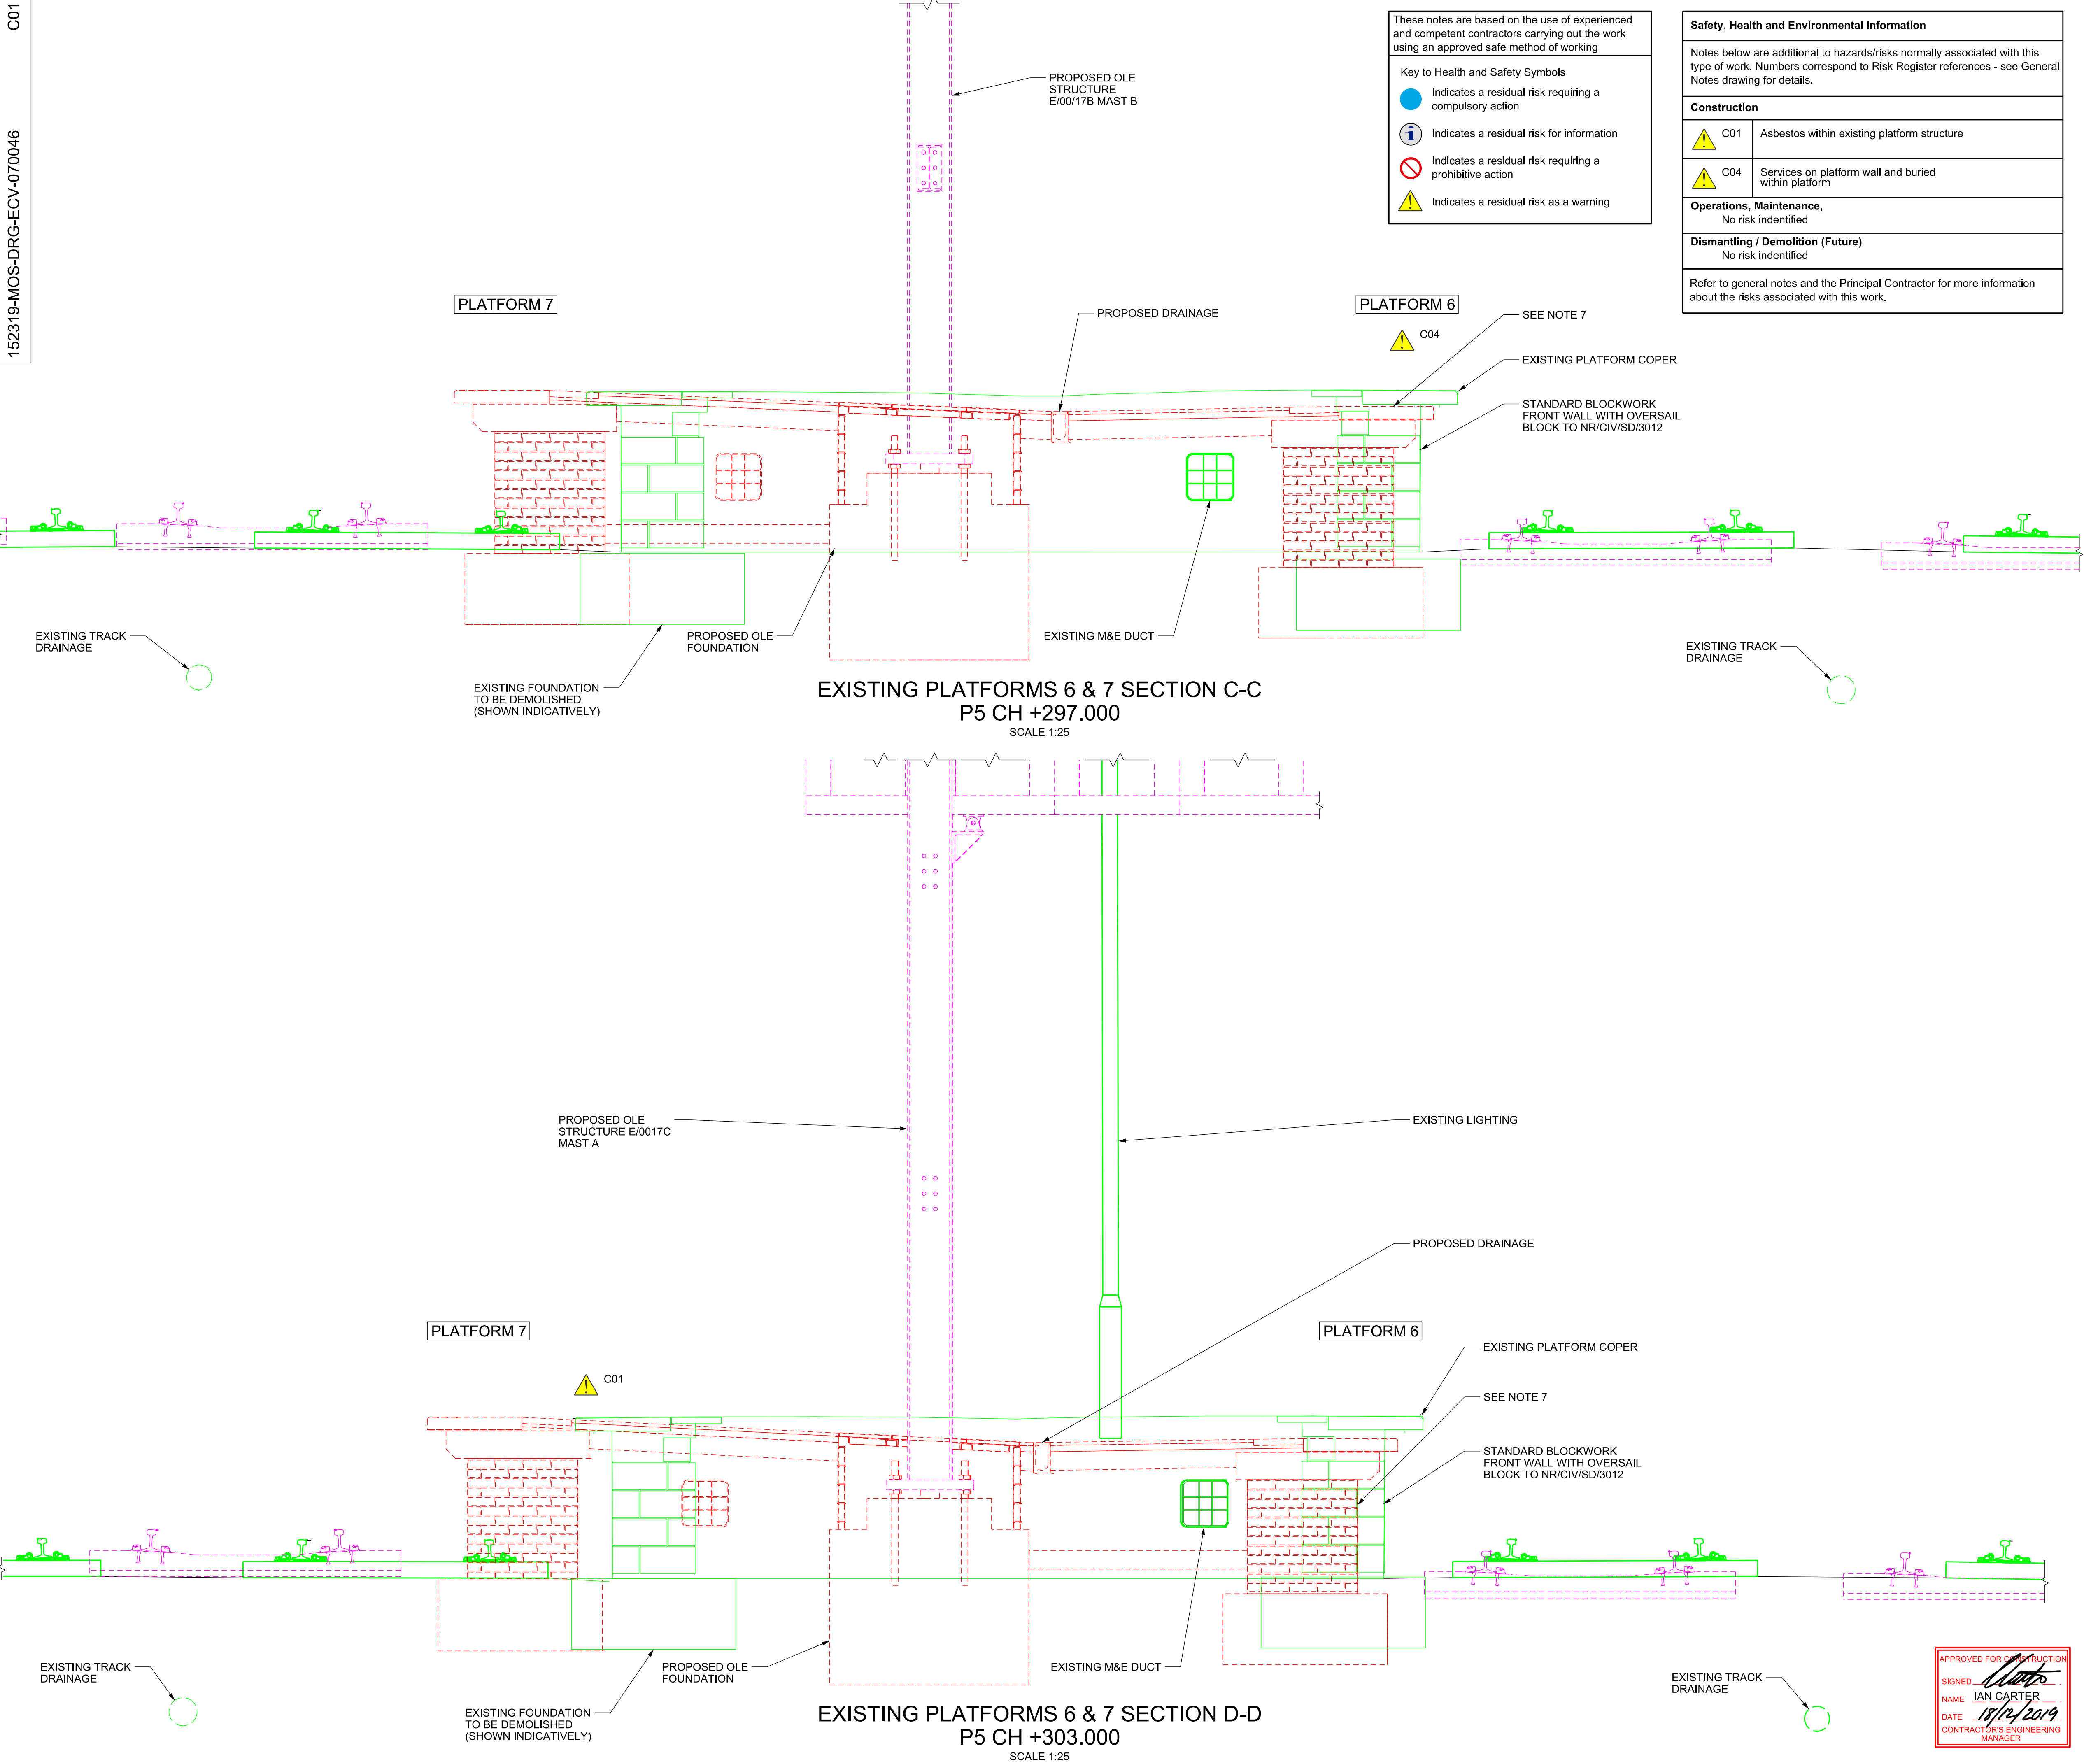 C01
152319-MOS-DRG-ECV-070046
These notes are based on the use of experienced
and competent contractors carrying out the work
using an approved safe method of working
Key to Health and Safety Symbols
Indicates a residual risk requiring a
compulsory action
Indicates a residual risk for information
Indicates a residual risk requiring a
prohibitive action
Indicates a residual risk as a warning
Safety, Health and Environmental Information
Notes below are additional to hazards/risks normally associated with this
type of work. Numbers correspond to Risk Register references - see General
Notes drawing for details.
Construction
C01 Asbestos within existing platform structure
C04 Services on platform wall and buried
within platform
Operations, Maintenance,
No risk indentified
Dismantling / Demolition (Future)
No risk indentified
Refer to general notes and the Principal Contractor for more information
about the risks associated with this work.
PROPOSED OLE
STRUCTURE
E/00/17B MAST B
PLATFORM 7
PROPOSED DRAINAGE
PLATFORM 6
C04
SEE NOTE 7
EXISTING PLATFORM COPER
STANDARD BLOCKWORK
FRONT WALL WITH OVERSAIL
BLOCK TO NR/CIV/SD/3012
EXISTING TRACK
DRAINAGE
EXISTING FOUNDATION
TO BE DEMOLISHED
(SHOWN INDICATIVELY)
PROPOSED OLE
FOUNDATION
EXISTING M&E DUCT
EXISTING TRACK
DRAINAGE
EXISTING PLATFORMS 6 & 7 SECTION C-C
P5 CH +297.000
SCALE 1:25
PROPOSED OLE
STRUCTURE E/0017C
MAST A
EXISTING LIGHTING
PROPOSED DRAINAGE
PLATFORM 7
PLATFORM 6
C01
EXISTING PLATFORM COPER
SEE NOTE 7
STANDARD BLOCKWORK
FRONT WALL WITH OVERSAIL
BLOCK TO NR/CIV/SD/3012
EXISTING TRACK
DRAINAGE
EXISTING FOUNDATION
TO BE DEMOLISHED
(SHOWN INDICATIVELY)
PROPOSED OLE
FOUNDATION
EXISTING M&E DUCT
EXISTING TRACK
DRAINAGE
EXISTING PLATFORMS 6 & 7 SECTION D-D
P5 CH +303.000
SCALE 1:25
APPROVED FOR CONSTRUCTION
SIGNED
NAME IAN CARTER
DATE 18/12/2019
CONTRACTOR'S ENGINEERING
MANAGER